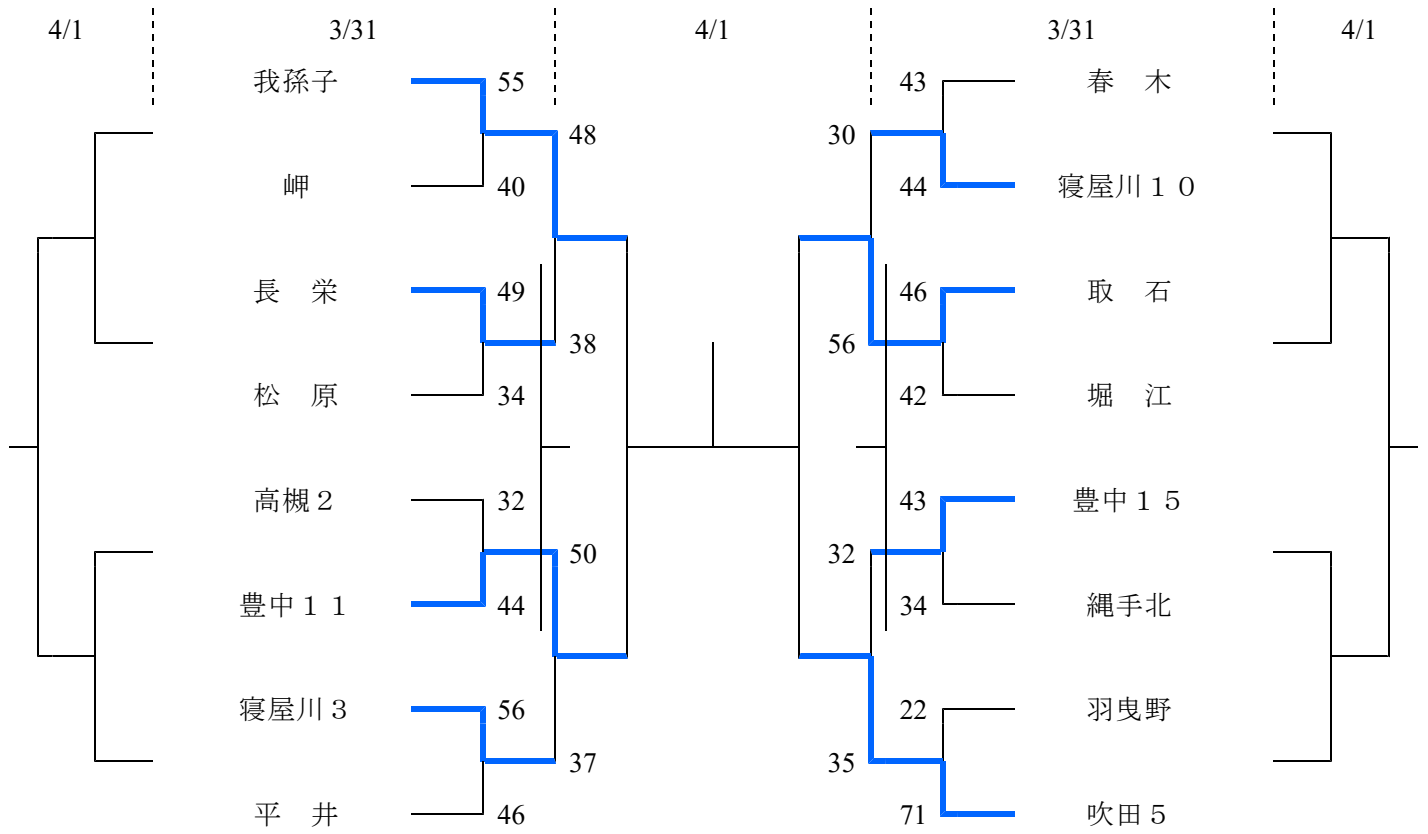 4/1 3/31 4/1 3/31 4/1
我孫子 55 43 春　木
48 30
岬 40 44 寝屋川１０
長　栄 49 46 取　石
38 56
松　原 34 42 堀　江
高槻２ 32 43 豊中１５
50 32
豊中１１ 44 34 縄手北
寝屋川３ 56 22 羽曳野
37 35
平　井 46 71 吹田５